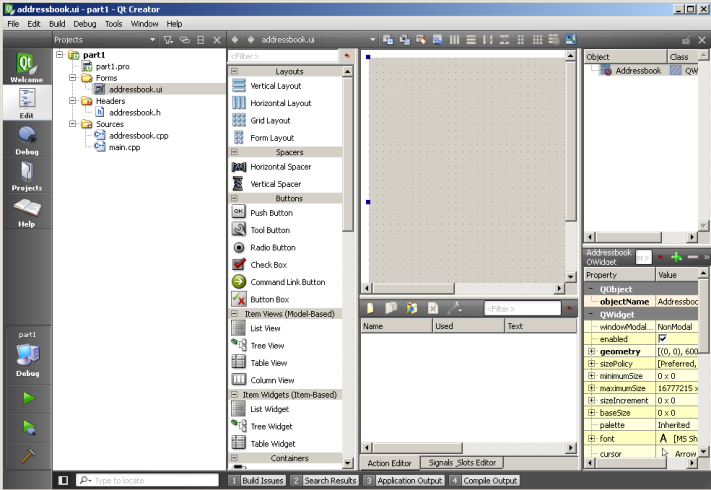 addressbook.ui - part1 - Qt Creator
File Edit Build Debug Tools Window Help
Projects
addressbook.ui
Welcome
Edit
Debug
Projects
Help
part1
Debug
part1
part1.pro
Forms
addressbook.ui
Headers
addressbook.h
Sources
addressbook.cpp
main.cpp
<Filter>
Layouts
Vertical Layout
Horizontal Layout
Grid Layout
Form Layout
Spacers
Horizontal Spacer
Vertical Spacer
Buttons
OK Push Button
Tool Button
Radio Button
Check Box
Command Link Button
Button Box
Item Views (Model-Based)
List View
Tree View
Table View
Column View
Item Widgets (Item-Based)
List Widget
Tree Widget
Table Widget
Containers
<Filter>
Name Used Text
Action Editor Signals _Slots Editor
Object Class
Addressbook QW
Addressbook
QWidget
er>
Property Value
QObject
objectName Addressboc
QWidget
windowModal... NonModal
enabled
geometry [(0, 0), 600
sizePolicy [Preferred,
minimumSize 0 x 0
maximumSize 16777215 x
sizeIncrement 0 x 0
baseSize 0 x 0
palette Inherited
font A [MS Sh
cursor Arrow
Type to locate
1 Build Issues 2 Search Results 3 Application Output 4 Compile Output